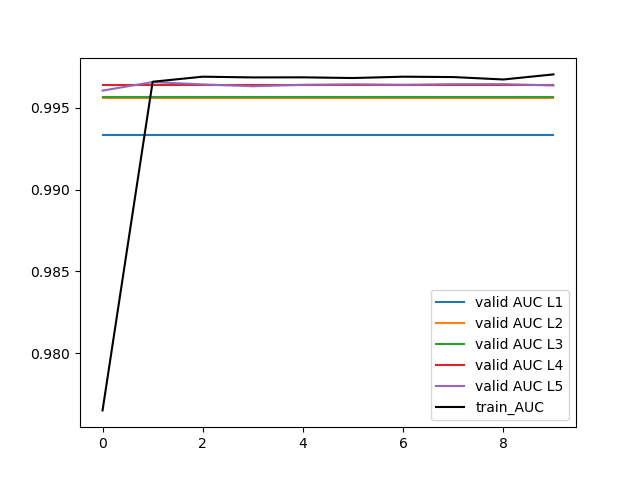 0.995
0.990
0.985
0.980
0 2 4 6 8
valid AUC L1
valid AUC L2
valid AUC L3
valid AUC L4
valid AUC L5
train_AUC